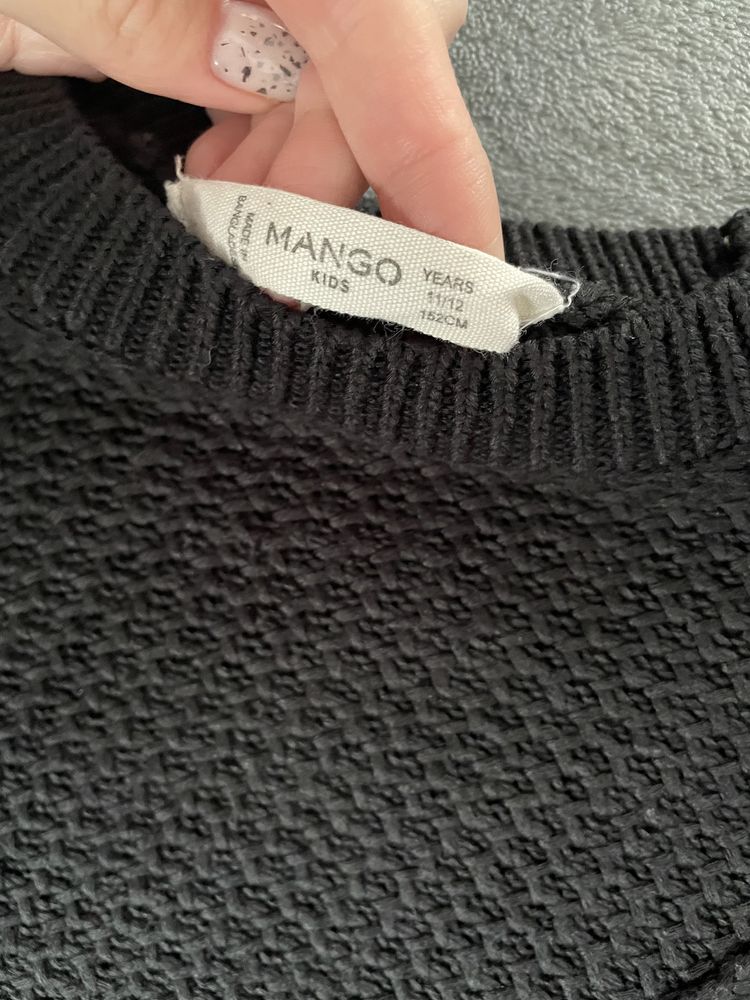 MADE IN
BANGLADESH
MANGO
KIDS
YEARS
11/12
152CM